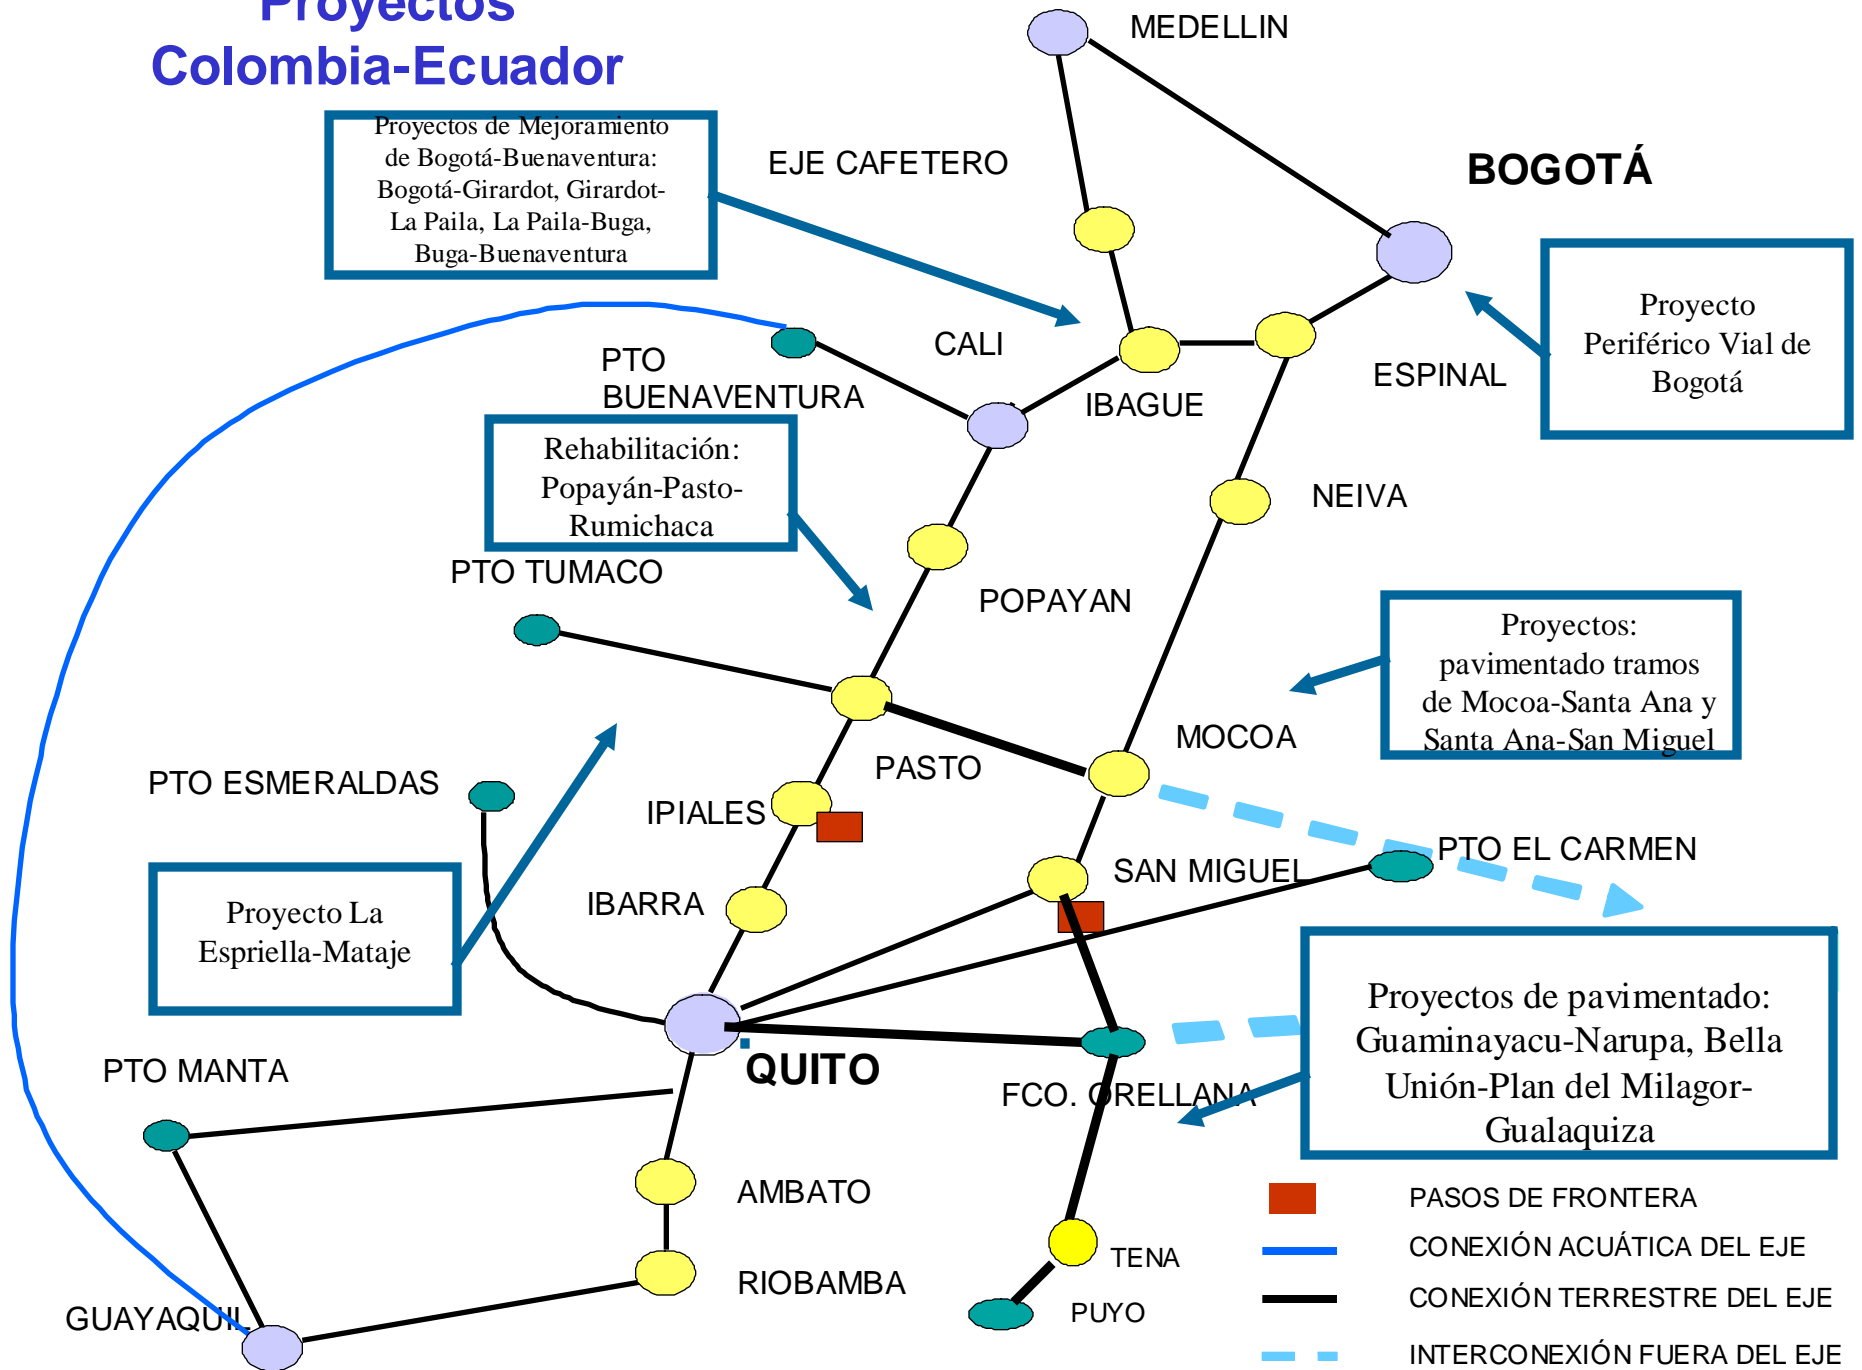 Proyectos
Colombia-Ecuador
MEDELLIN
Proyectos de Mejoramiento
de Bogotá-Buenaventura:
Bogotá-Girardot, Girardot-
La Paila, La Paila-Buga,
Buga-Buenaventura
EJE CAFETERO
BOGOTÁ
Proyecto
Periférico Vial de
Bogotá
CALI
PTO
BUENAVENTURA
IBAGUE
ESPINAL
Rehabilitación:
Popayán-Pasto-
Rumichaca
NEIVA
PTO TUMACO
POPAYAN
Proyectos:
pavimentado tramos
de Mocoa-Santa Ana y
Santa Ana-San Miguel
MOCOA
PASTO
PTO ESMERALDAS
IPIALES
PTO EL CARMEN
SAN MIGUEL
IBARRA
Proyecto La
Espriella-Mataje
Proyectos de pavimentado:
Guaminayacu-Narupa, Bella
Unión-Plan del Milagor-
Gualaquiza
QUITO
PTO MANTA
FCO. ORELLANA
AMBATO
TENA
RIOBAMBA
PUYO
GUAYAQUIL
PASOS DE FRONTERA
CONEXIÓN ACUÁTICA DEL EJE
CONEXIÓN TERRESTRE DEL EJE
INTERCONEXIÓN FUERA DEL EJE